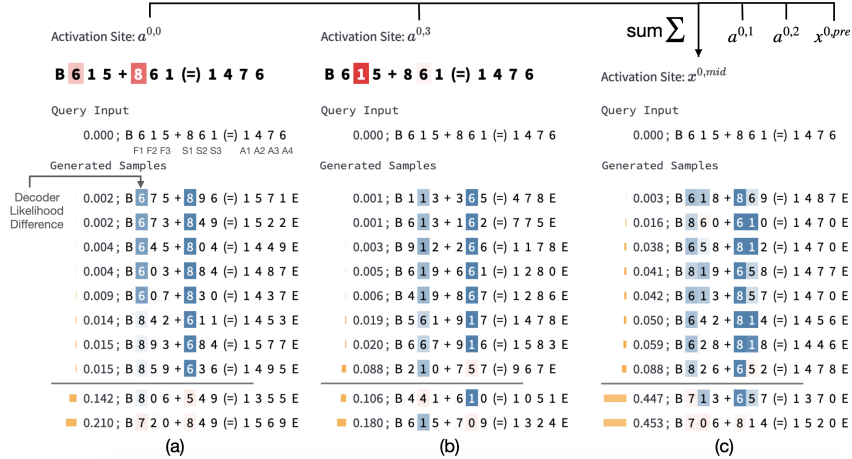 sum Σ
a^{0,1} a^{0,2} x^{0,pre}
Activation Site: a^{0,0}
B 6 1 5 + 8 6 1 (=) 1 4 7 6
Query Input
0.000 ; B 6 1 5 + 8 6 1 (=) 1 4 7 6
F1 F2 F3 S1 S2 S3 A1 A2 A3 A4
Generated Samples
Decoder
Likelihood
Difference
0.002 ; B 6 7 5 + 8 9 6 (=) 1 5 7 1 E
0.002 ; B 6 7 3 + 8 4 9 (=) 1 5 2 2 E
0.004 ; B 6 4 5 + 8 0 4 (=) 1 4 4 9 E
0.004 ; B 6 0 3 + 8 8 4 (=) 1 4 8 7 E
0.009 ; B 6 0 7 + 8 3 0 (=) 1 4 3 7 E
0.014 ; B 8 4 2 + 6 1 1 (=) 1 4 5 3 E
0.015 ; B 8 9 3 + 6 8 4 (=) 1 5 7 7 E
0.015 ; B 8 5 9 + 6 3 6 (=) 1 4 9 5 E
0.142 ; B 8 0 6 + 5 4 9 (=) 1 3 5 5 E
0.210 ; B 7 2 0 + 8 4 9 (=) 1 5 6 9 E
(a)
Activation Site: a^{0,3}
B 6 1 5 + 8 6 1 (=) 1 4 7 6
Query Input
0.000 ; B 6 1 5 + 8 6 1 (=) 1 4 7 6
Generated Samples
0.001 ; B 1 1 3 + 3 6 5 (=) 4 7 8 E
0.001 ; B 6 1 3 + 1 6 2 (=) 7 7 5 E
0.003 ; B 9 1 2 + 2 6 6 (=) 1 1 7 8 E
0.005 ; B 6 1 9 + 6 6 1 (=) 1 2 8 0 E
0.006 ; B 4 1 9 + 8 6 7 (=) 1 2 8 6 E
0.019 ; B 5 6 1 + 9 1 7 (=) 1 4 7 8 E
0.020 ; B 6 6 7 + 9 1 6 (=) 1 5 8 3 E
0.088 ; B 2 1 0 + 7 5 7 (=) 9 6 7 E
0.106 ; B 4 4 1 + 6 1 0 (=) 1 0 5 1 E
0.180 ; B 6 1 5 + 7 0 9 (=) 1 3 2 4 E
(b)
Activation Site: x^{0,mid}
Query Input
0.000 ; B 6 1 5 + 8 6 1 (=) 1 4 7 6
Generated Samples
0.003 ; B 6 1 8 + 8 6 9 (=) 1 4 8 7 E
0.016 ; B 8 6 0 + 6 1 0 (=) 1 4 7 0 E
0.038 ; B 6 5 8 + 8 1 2 (=) 1 4 7 0 E
0.041 ; B 8 1 9 + 6 5 8 (=) 1 4 7 7 E
0.042 ; B 6 1 3 + 8 5 7 (=) 1 4 7 0 E
0.050 ; B 6 4 2 + 8 1 4 (=) 1 4 5 6 E
0.059 ; B 6 2 8 + 8 1 8 (=) 1 4 4 6 E
0.088 ; B 8 2 6 + 6 5 2 (=) 1 4 7 8 E
0.447 ; B 7 1 3 + 6 5 7 (=) 1 3 7 0 E
0.453 ; B 7 0 6 + 8 1 4 (=) 1 5 2 0 E
(c)